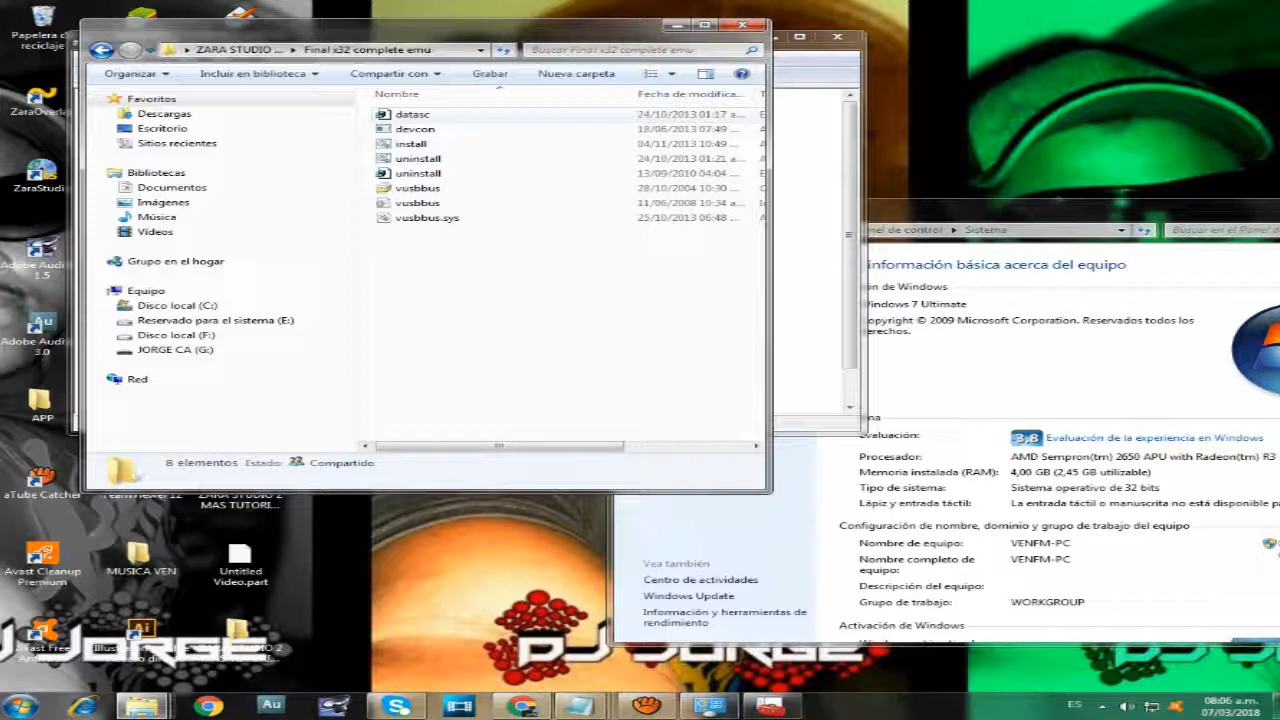 Papelera c
reciclaje
ZaraOverla
ZaraStudi
Adobe Audi
1.5
Adobe Audi
3.0
APP
aTube Catcher
TeamViewer 12
ZARA STUDIO 2
MAS TUTORI...
Avast Cleanup
Premium
MUSICA VEN
Untitled
Video.part
Avast Free
ZARA STUDIO ... Final x32 complete emu
Buscar Final x32 complete emu
Organizar Incluir en biblioteca Compartir con Grabar Nueva carpeta
Favoritos
Descargas
Escritorio
Sitios recientes
Bibliotecas
Documentos
Imágenes
Música
Vídeos
Grupo en el hogar
Equipo
Disco local (C:)
Reservado para el sistema (E:)
Disco local (F:)
JORGE CA (G:)
Red
Nombre Fecha de modifica... T
datasc 24/10/2013 01:17 a...
devcon 18/06/2013 07:49 ...
install 04/11/2013 10:49 ...
uninstall 24/10/2013 01:21 a...
uninstall 13/09/2010 04:04 ...
vusbbus 28/10/2004 10:30 ...
vusbbus 11/06/2008 10:34 a...
vusbbus.sys 25/10/2013 06:48 ...
8 elementos Estado: Compartido
nel de control Sistema
Buscar en el Panel d
información básica acerca del equipo
ón de Windows
indows 7 Ultimate
opyright © 2009 Microsoft Corporation. Reservados todos los
erechos.
ma
Evaluación: 3,8 Evaluación de la experiencia en Windows
Procesador: AMD Sempron(tm) 2650 APU with Radeon(tm) R3
Memoria instalada (RAM): 4,00 GB (2,45 GB utilizable)
Tipo de sistema: Sistema operativo de 32 bits
Lápiz y entrada táctil: La entrada táctil o manuscrita no está disponible p
Configuración de nombre, dominio y grupo de trabajo del equipo
Nombre de equipo: VENFM-PC
Nombre completo de
equipo: VENFM-PC
Descripción del equipo:
Grupo de trabajo: WORKGROUP
Activación de Windows
Vea también
Centro de actividades
Windows Update
Información y herramientas de
rendimiento
DJ JORGE
ES
08:06 a.m.
07/03/2018